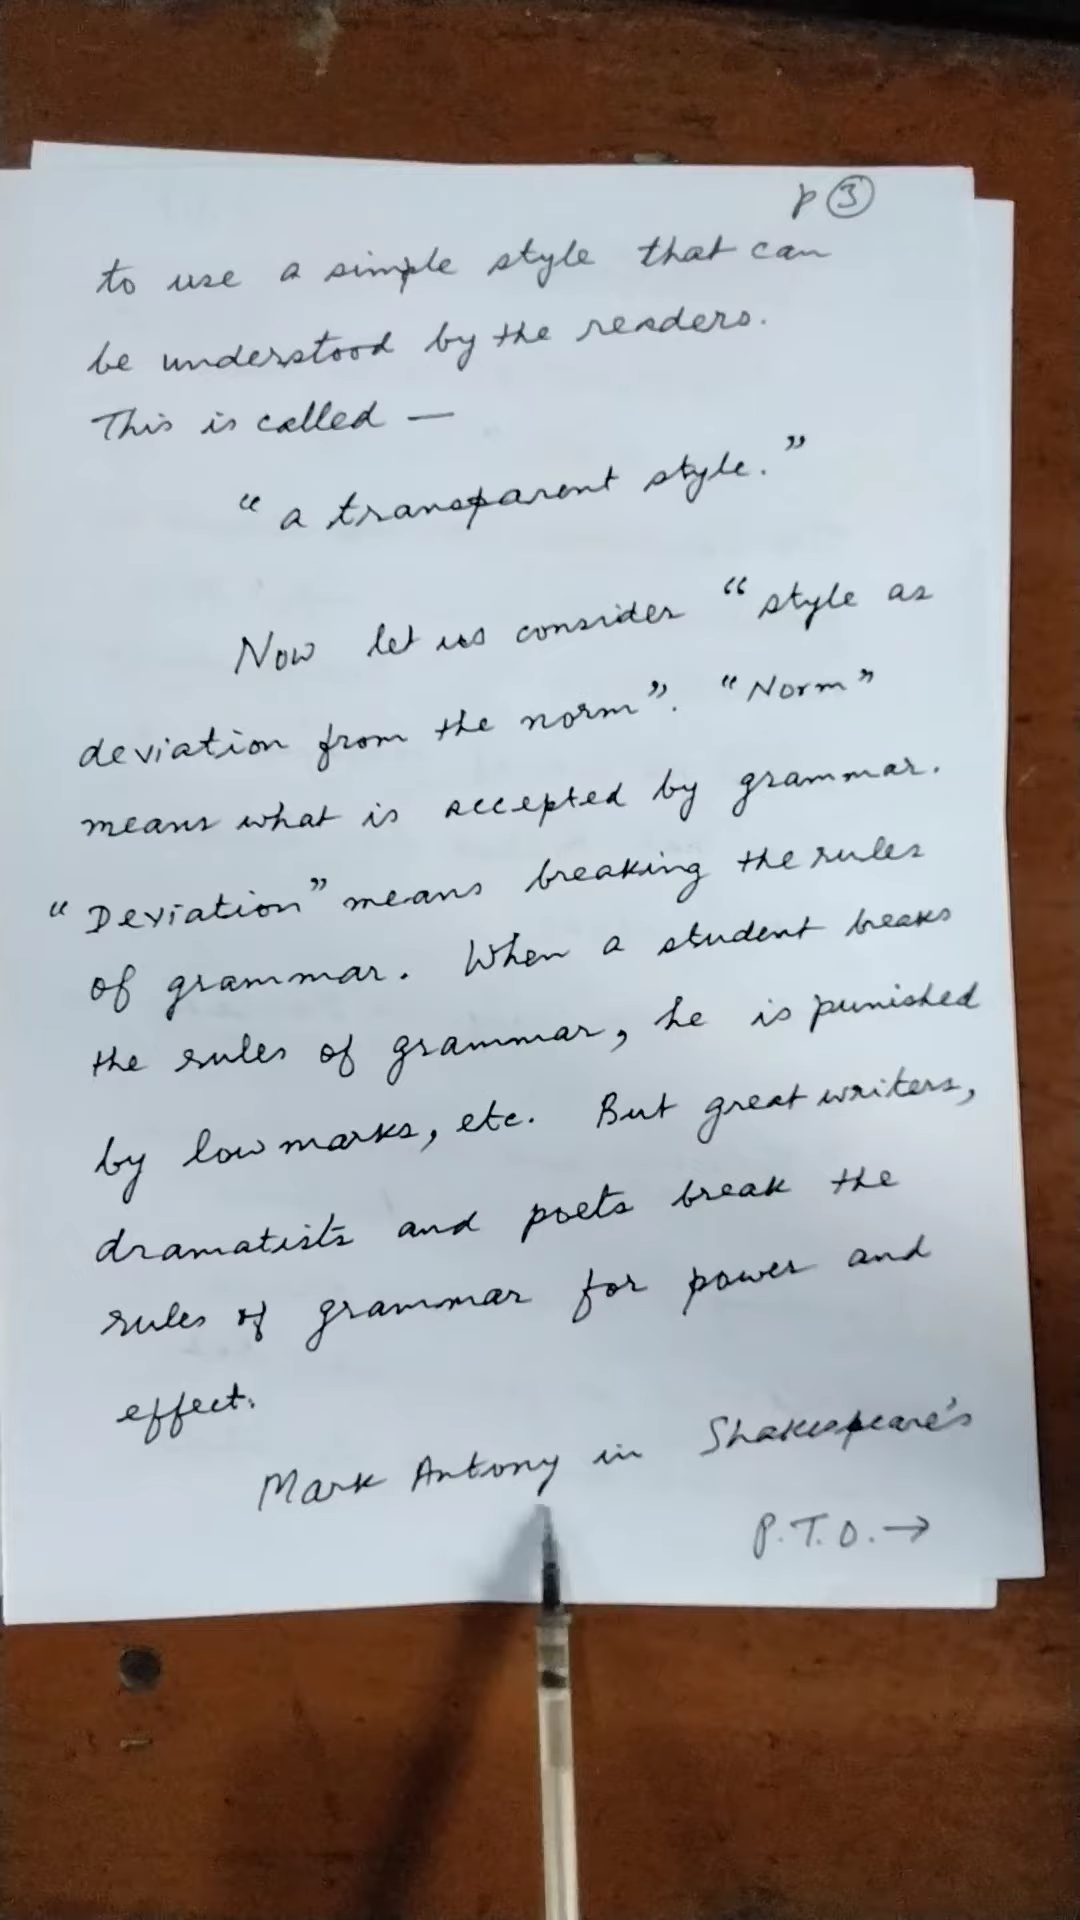 p ③
to use a simple style that can
be understood by the readers.
This is called —
"a transparent style."
Now let us consider "style as
deviation from the norm". "Norm"
means what is accepted by grammar.
"Deviation" means breaking the rules
of grammar. When a student breaks
the rules of grammar, he is punished
by low marks, etc. But great writers,
dramatists and poets break the
rules of grammar for power and
effect.
Mark Antony in Shakespeare's
P.T.O. →